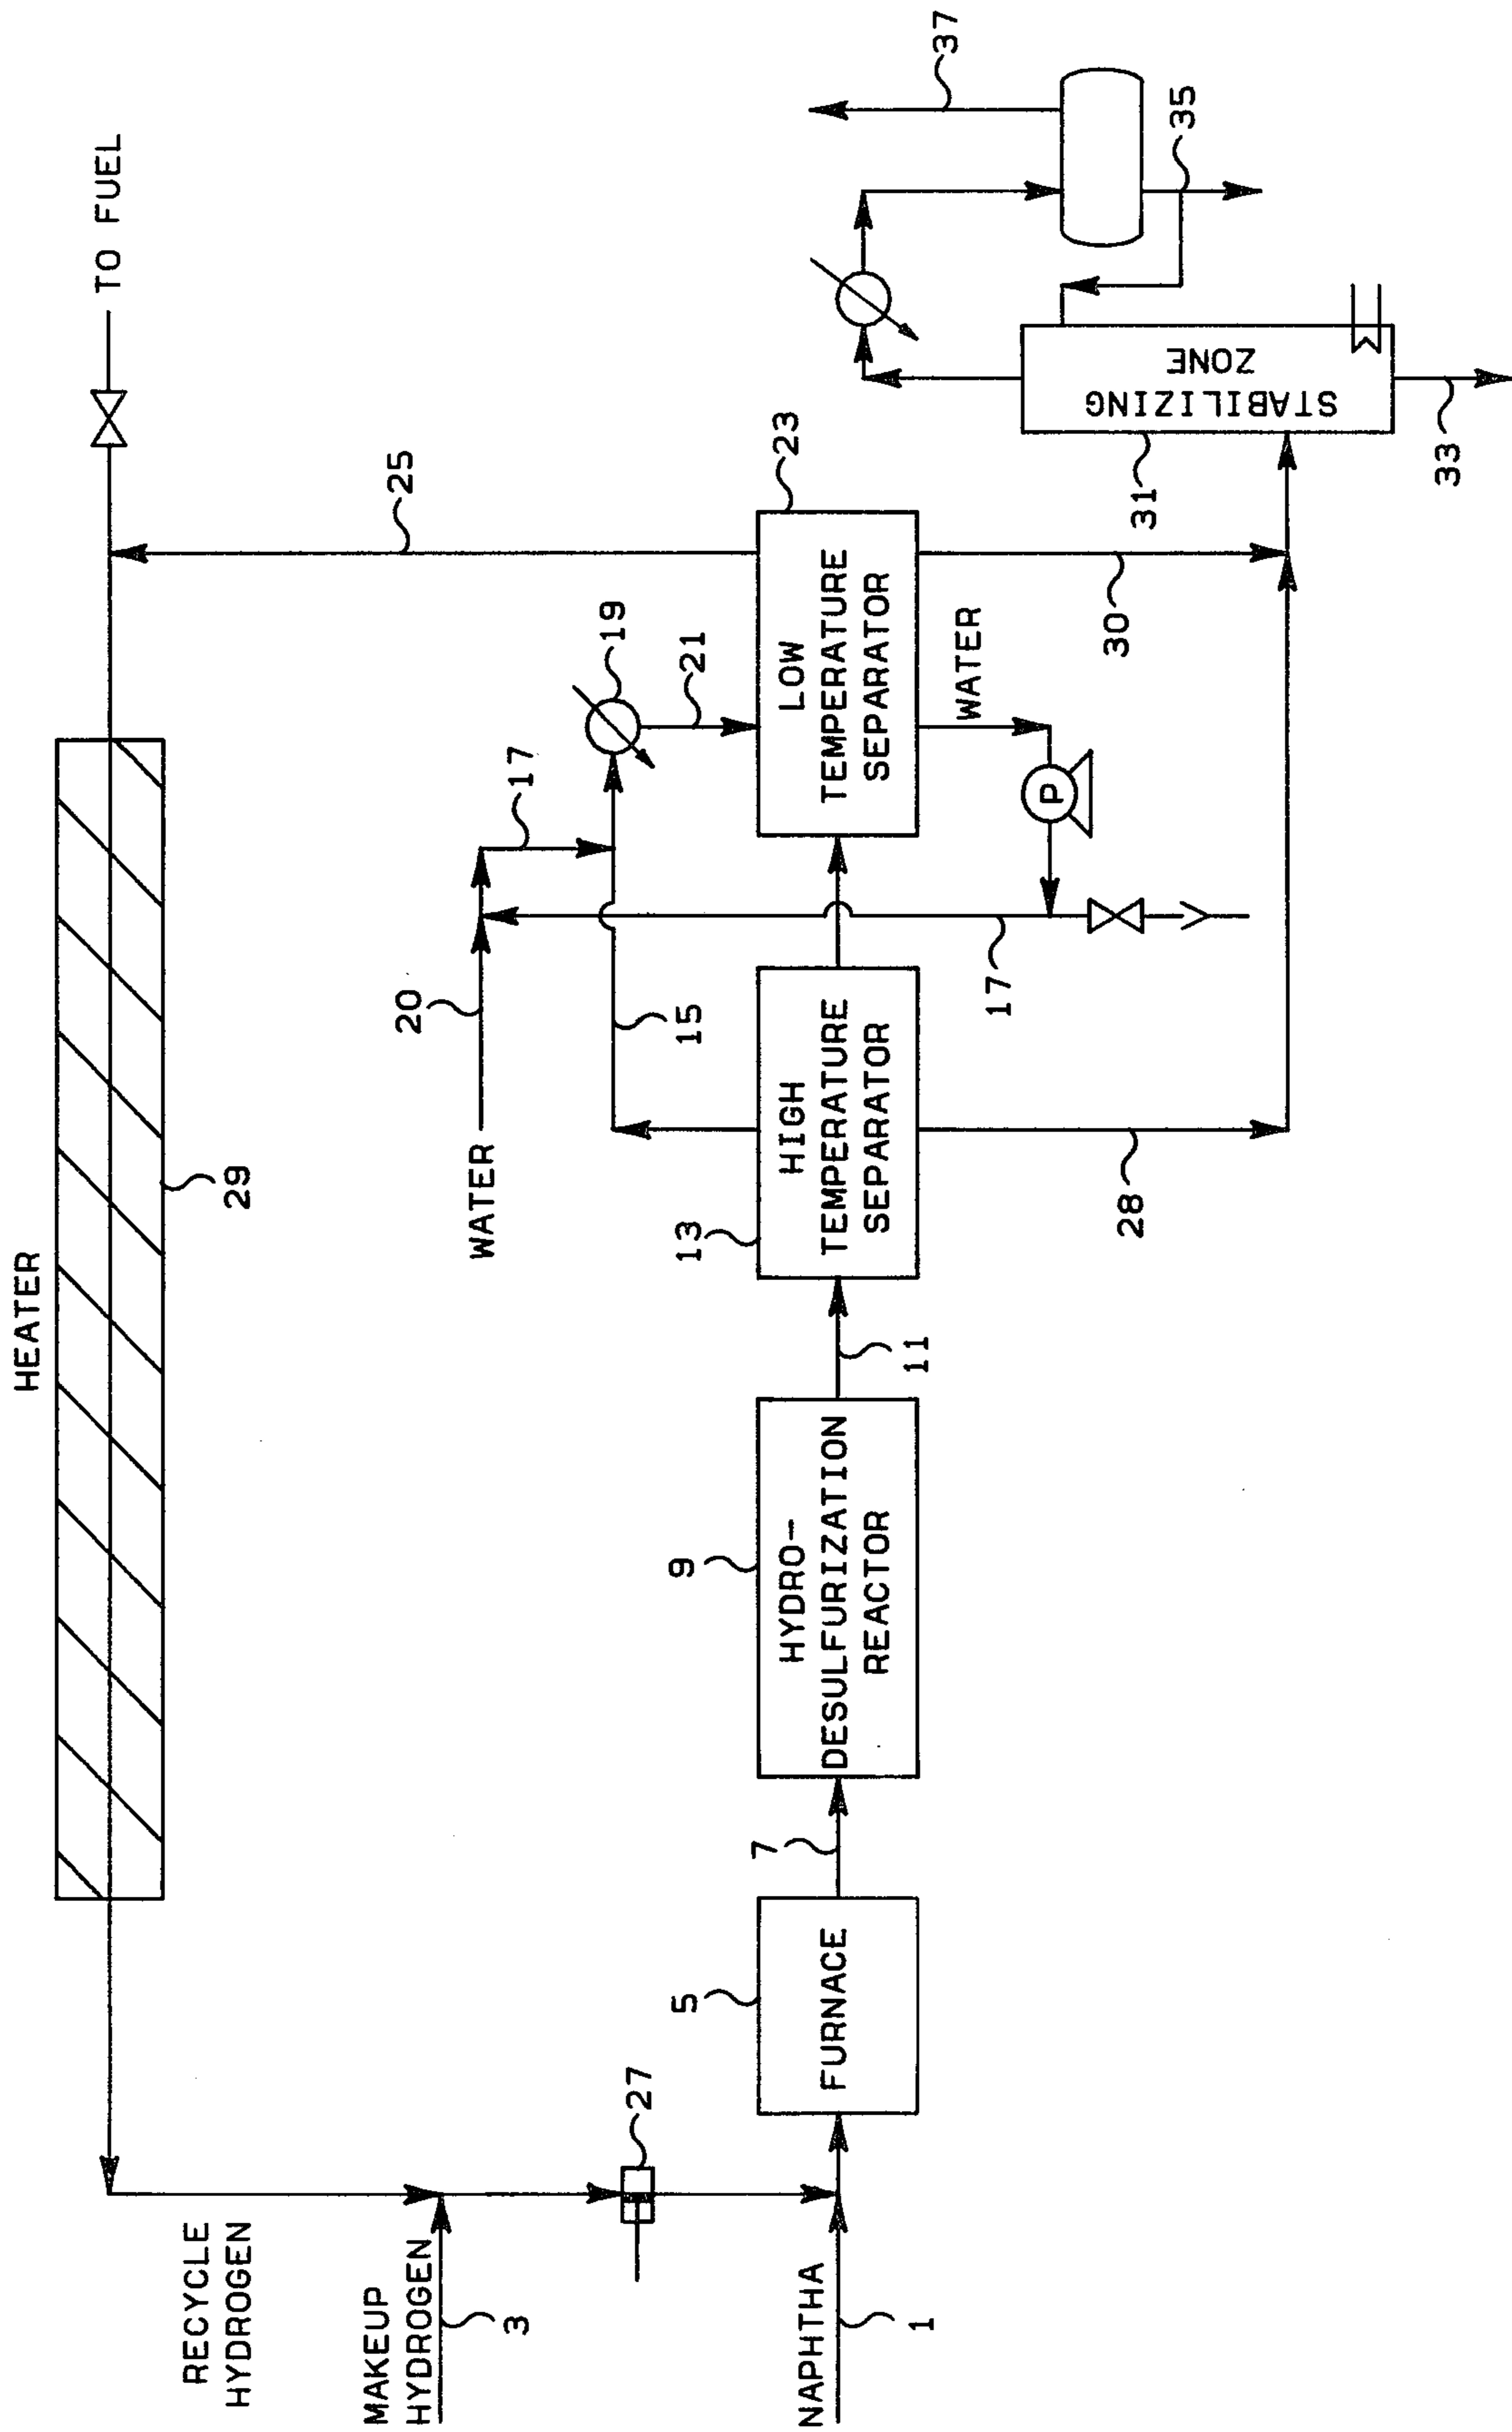 HEATER
TO FUEL
29
RECYCLE
HYDROGEN
MAKEUP
HYDROGEN
3
27
NAPHTHA
1
5
FURNACE
7
9
HYDRO-
DESULFURIZATION
REACTOR
11
13
HIGH
TEMPERATURE
SEPARATOR
WATER
20
15
17
19
21
25
23
LOW
TEMPERATURE
SEPARATOR
17
P
WATER
28
30
31
STABILIZING
ZONE
33
35
37